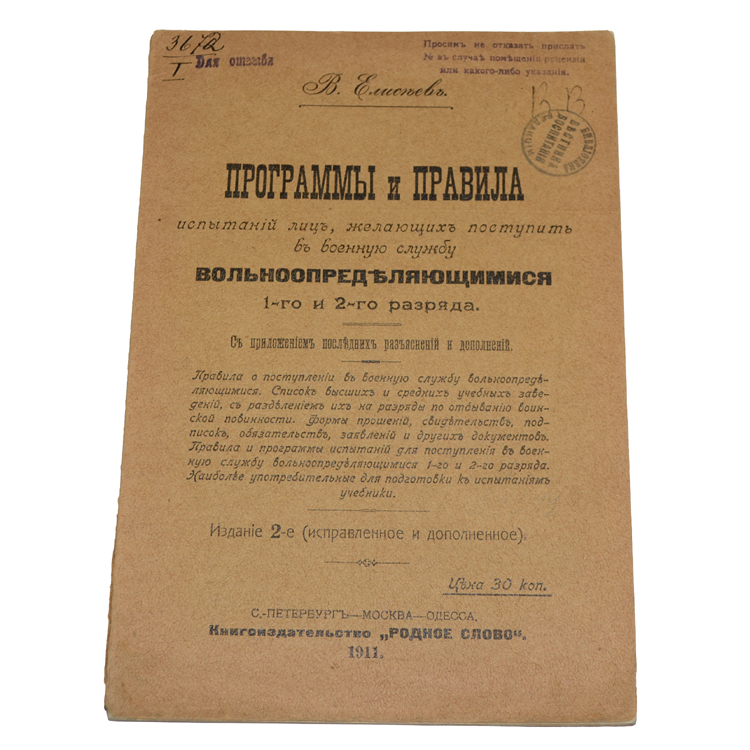 3672
I
Для отзыва
Просимъ не отказать прислать
№ въ случаѣ помѣщенія рецензіи
или какого-либо указанія.
В. Елисѣевъ.
В В
БИБЛІОТЕКА
РЕДАКЦІИ
ВѢСТНИКА
ВОСПИТАНІЯ
ПРОГРАММЫ и ПРАВИЛА
испытаній лицъ, желающихъ поступить
въ военную службу
ВОЛЬНООПРЕДѢЛЯЮЩИМИСЯ
1-го и 2-го разряда.
Съ приложеніемъ послѣднихъ разъясненій и дополненій.
Правила о поступленіи въ военную службу вольноопредѣ-
ляющимися. Списокъ высшихъ и среднихъ учебныхъ заве-
деній, съ раздѣленіемъ ихъ на разряды по отбыванію воин-
ской повинности. Формы прошеній, свидѣтельствъ, под-
писокъ, обязательствъ, заявленій и другихъ документовъ.
Правила и программы испытаній для поступленія въ воен-
ную службу вольноопредѣляющимися 1-го и 2-го разряда.
Наиболѣе употребительные для подготовки къ испытаніямъ
учебники.
Изданіе 2-е (исправленное и дополненное).
Цѣна 30 коп.
С.-ПЕТЕРБУРГЪ—МОСКВА—ОДЕССА.
Книгоиздательство „РОДНОЕ СЛОВО“.
1911.